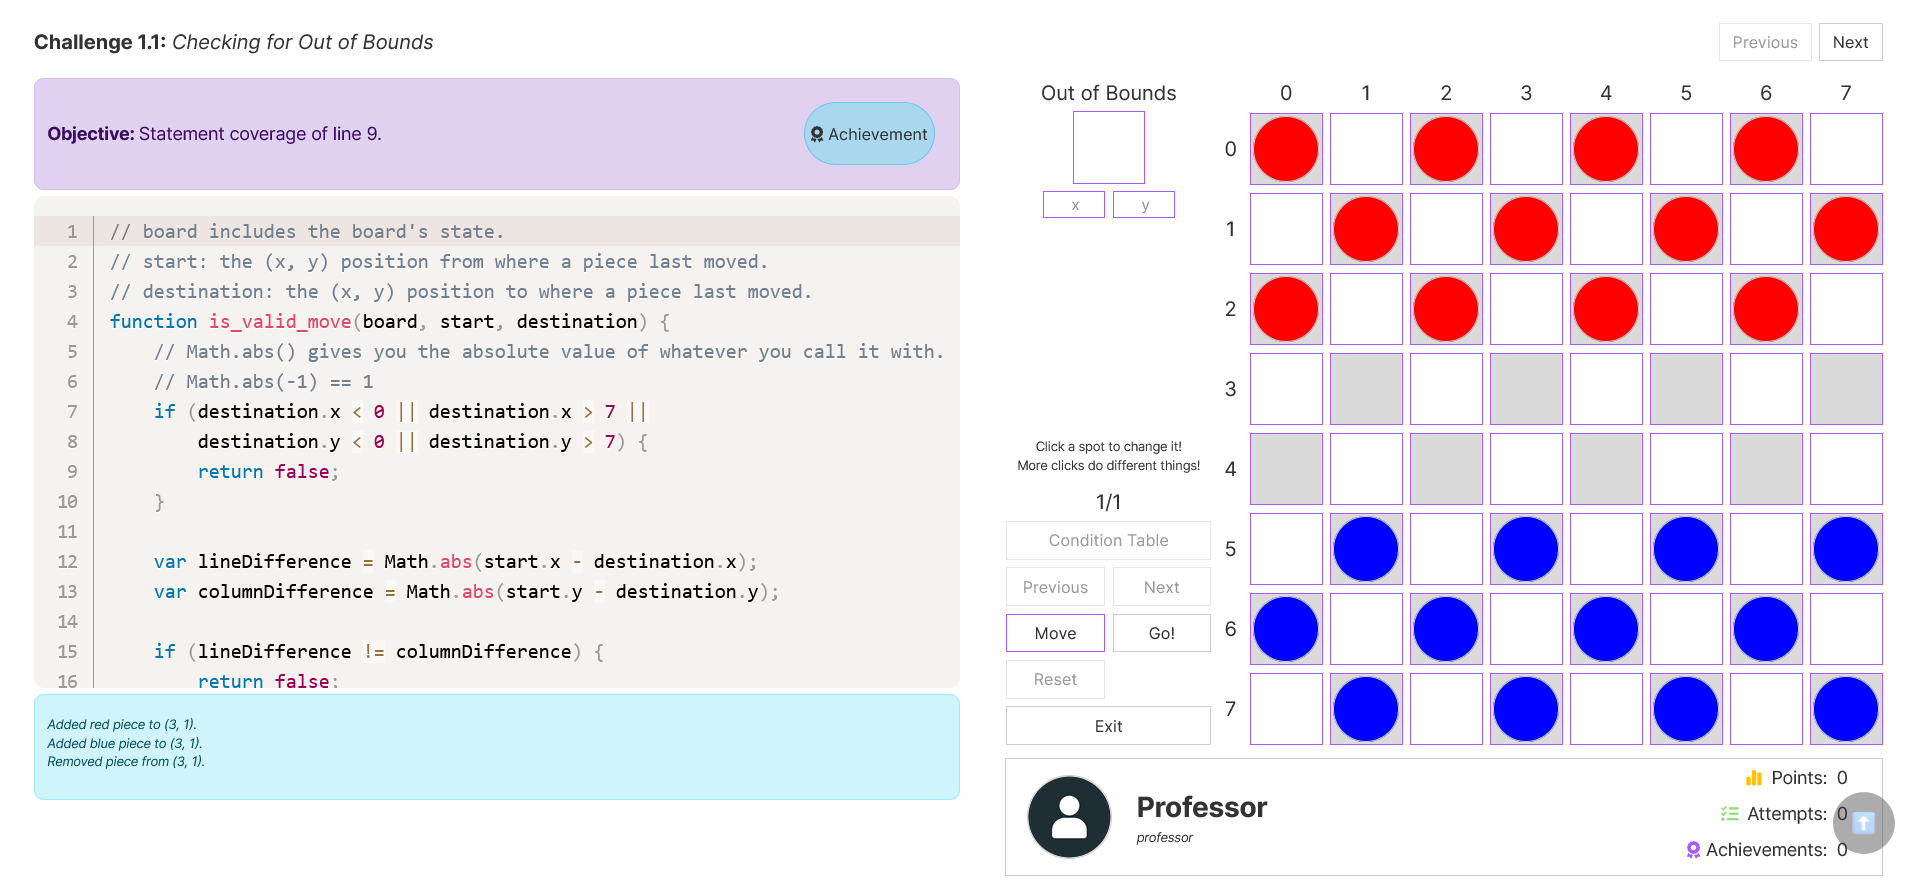 Challenge 1.1: Checking for Out of Bounds
Previous
Next
Objective: Statement coverage of line 9.
Achievement
1 // board includes the board's state.
2 // start: the (x, y) position from where a piece last moved.
3 // destination: the (x, y) position to where a piece last moved.
4 function is_valid_move(board, start, destination) {
5 // Math.abs() gives you the absolute value of whatever you call it with.
6 // Math.abs(-1) == 1
7 if (destination.x < 0 || destination.x > 7 ||
8 destination.y < 0 || destination.y > 7) {
9 return false;
10 }
11
12 var lineDifference = Math.abs(start.x - destination.x);
13 var columnDifference = Math.abs(start.y - destination.y);
14
15 if (lineDifference != columnDifference) {
16 return false;
Added red piece to (3, 1).
Added blue piece to (3, 1).
Removed piece from (3, 1).
Out of Bounds
x y
Click a spot to change it!
More clicks do different things!
1/1
Condition Table
Previous Next
Move Go!
Reset
Exit
0 1 2 3 4 5 6 7
0
1
2
3
4
5
6
7
Professor
professor
Points: 0
Attempts: 0
Achievements: 0